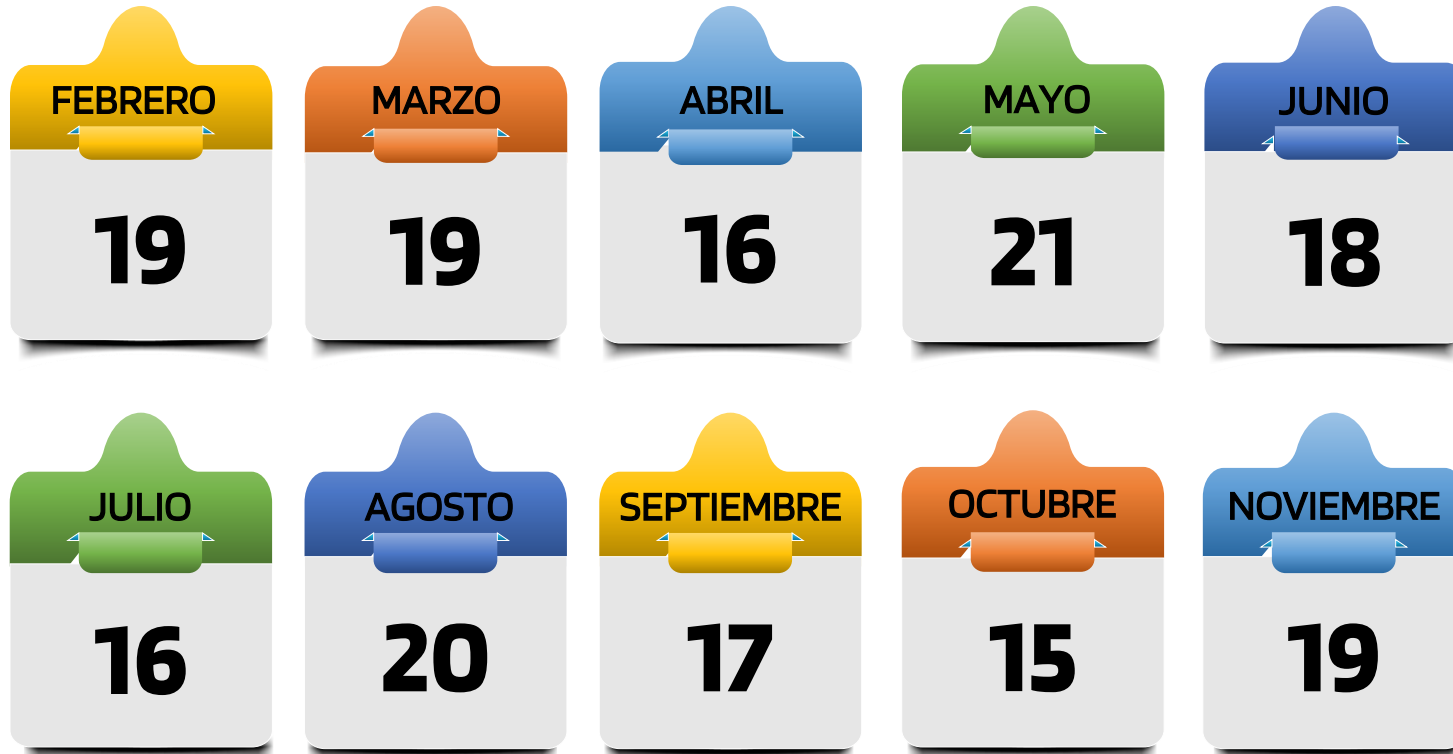 FEBRERO
19
MARZO
19
ABRIL
16
MAYO
21
JUNIO
18
JULIO
16
AGOSTO
20
SEPTIEMBRE
17
OCTUBRE
15
NOVIEMBRE
19